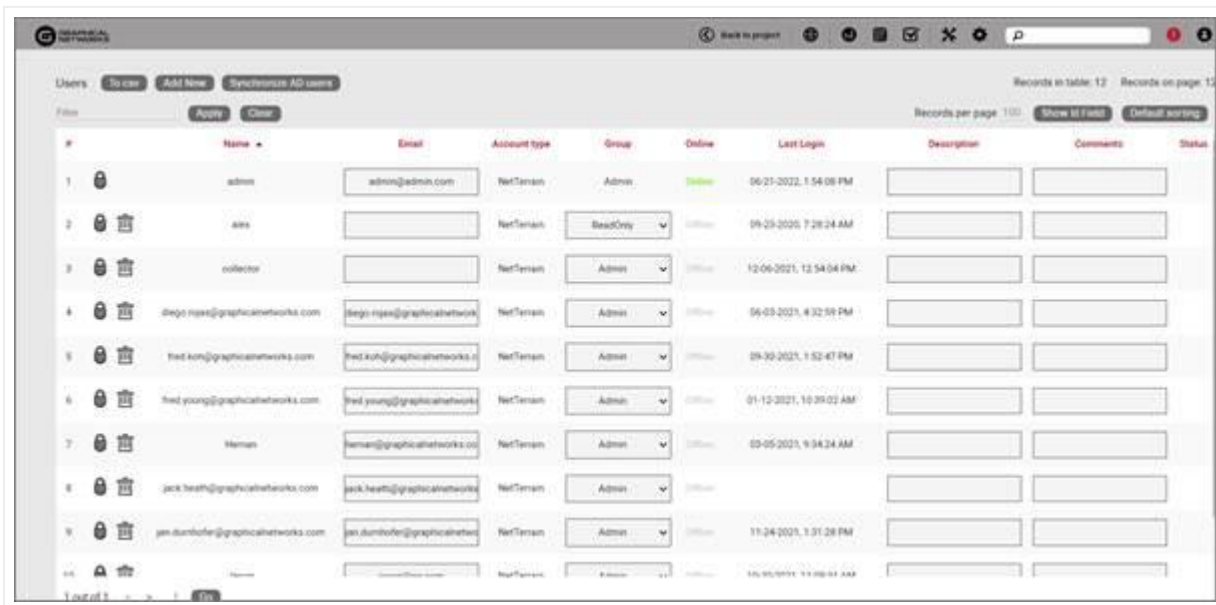 GRAPHICAL NETWORKS Back to project
Users To csv Add New Synchronize AD users Records in table: 12 Records on page: 12
Filter Apply Clear Records per page 100 Show Id Field Default sorting
# Name Email Account type Group Online Last Login Description Comments Status
1 admin admin@admin.com NetTerrain Admin Online 06-21-2022, 1:54:08 PM
2 alex NetTerrain ReadOnly Offline 09-23-2020, 7:28:24 AM
3 collector NetTerrain Admin Offline 12-06-2021, 12:54:04 PM
4 diego.rojas@graphicalnetworks.com diego.rojas@graphicalnetwork NetTerrain Admin Offline 06-03-2021, 4:32:59 PM
5 fred.koh@graphicalnetworks.com fred.koh@graphicalnetworks.c NetTerrain Admin Offline 09-30-2021, 1:52:47 PM
6 fred.young@graphicalnetworks.com fred.young@graphicalnetworks NetTerrain Admin Offline 01-12-2021, 10:39:02 AM
7 Hernan hernan@graphicalnetworks.co NetTerrain Admin Offline 03-05-2021, 9:34:24 AM
8 jack.heath@graphicalnetworks.com jack.heath@graphicalnetworks NetTerrain Admin Offline
9 jan.durnhofer@graphicalnetworks.com jan.durnhofer@graphicalnetwo NetTerrain Admin Offline 11-24-2021, 1:31:28 PM
10 NetTerrain Admin
1 out of 1 < > 1 Go